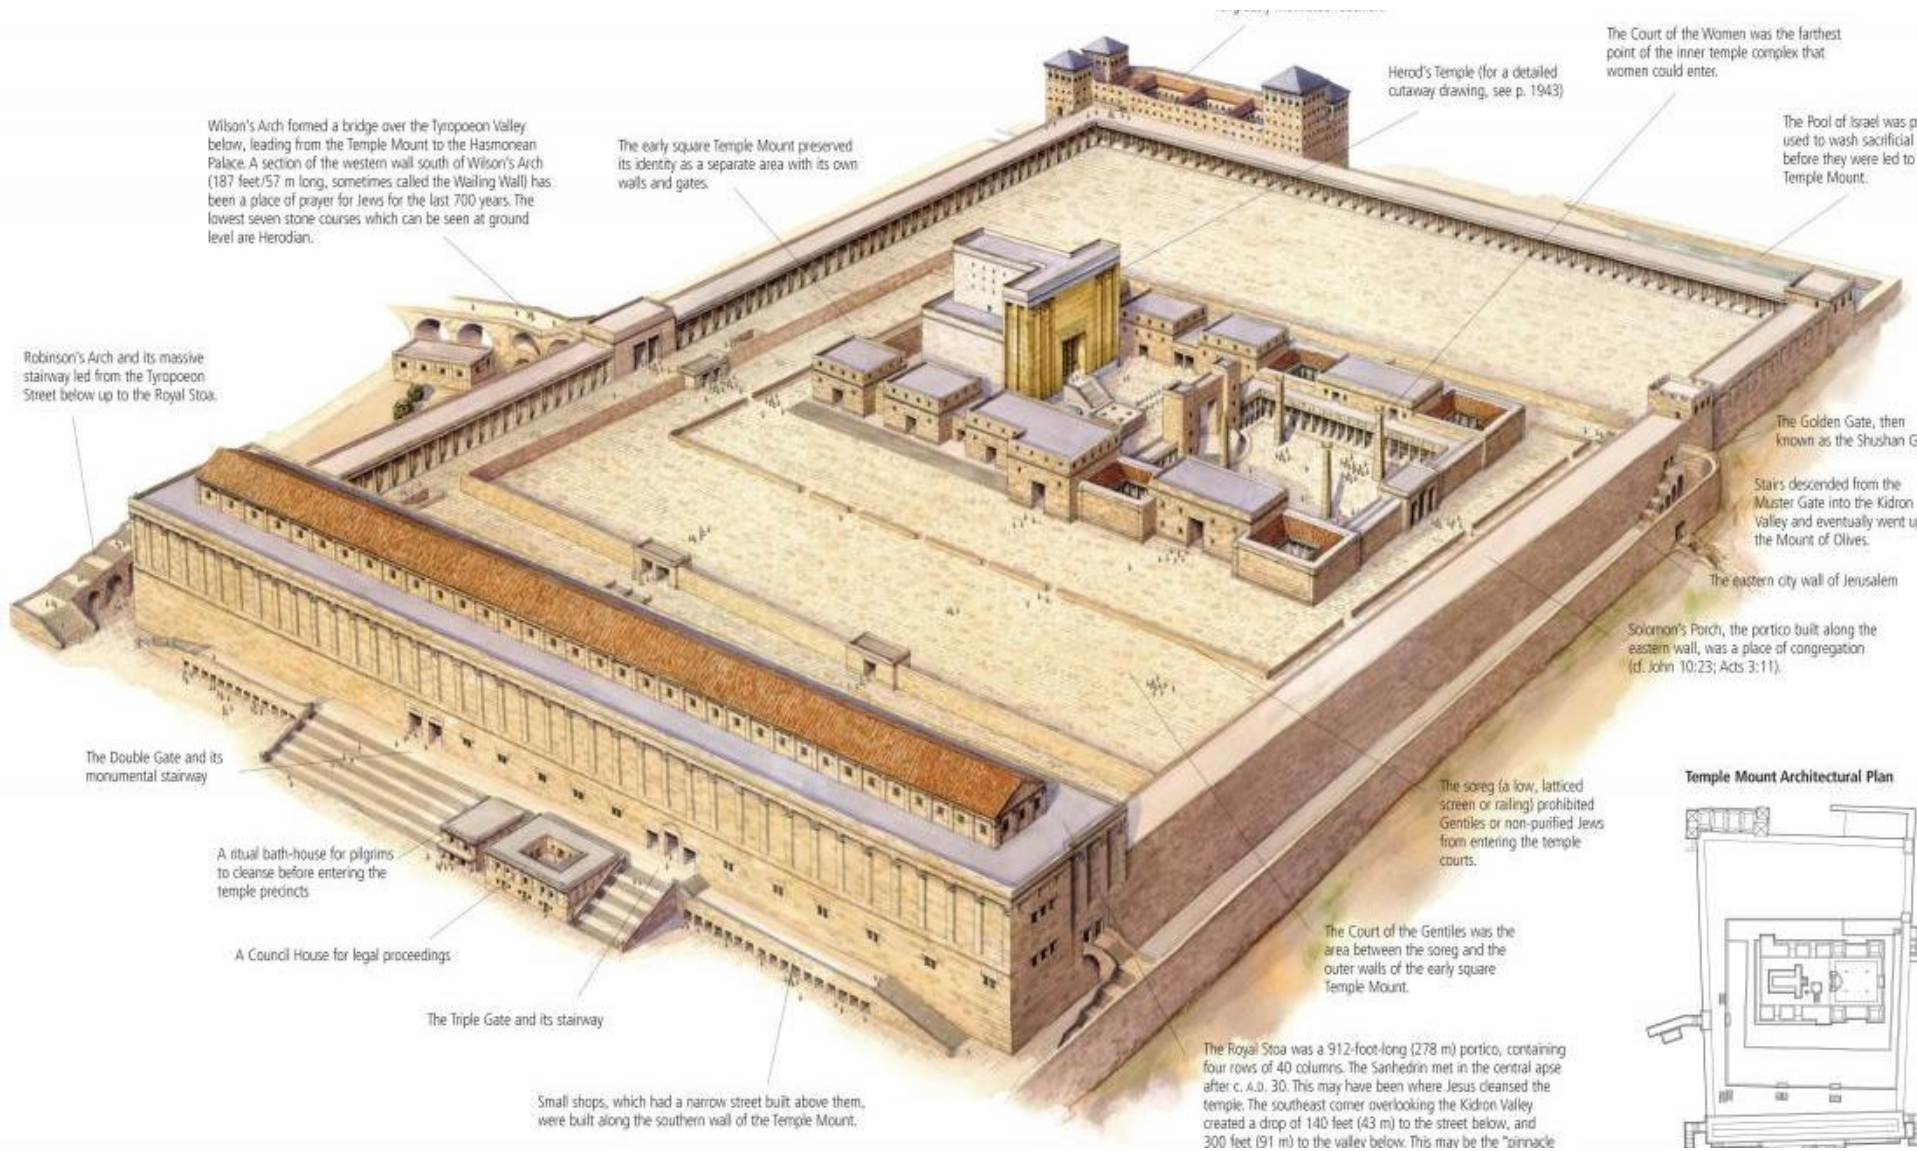 The Court of the Women was the farthest
point of the inner temple complex that
women could enter.
Herod's Temple (for a detailed
cutaway drawing, see p. 1943)
Wilson's Arch formed a bridge over the Tyropoeon Valley
below, leading from the Temple Mount to the Hasmonean
Palace. A section of the western wall south of Wilson's Arch
(187 feet/57 m long, sometimes called the Wailing Wall) has
been a place of prayer for Jews for the last 700 years. The
lowest seven stone courses which can be seen at ground
level are Herodian.
The early square Temple Mount preserved
its identity as a separate area with its own
walls and gates.
The Pool of Israel was p
used to wash sacrificial
before they were led to
Temple Mount.
Robinson's Arch and its massive
stairway led from the Tyropoeon
Street below up to the Royal Stoa.
The Golden Gate, then
known as the Shushan G
Stairs descended from the
Muster Gate into the Kidron
Valley and eventually went u
the Mount of Olives.
The eastern city wall of Jerusalem
Solomon's Porch, the portico built along the
eastern wall, was a place of congregation
(cf. John 10:23; Acts 3:11).
The Double Gate and its
monumental stairway
The soreg (a low, latticed
screen or railing) prohibited
Gentiles or non-purified Jews
from entering the temple
courts.
Temple Mount Architectural Plan
A ritual bath-house for pilgrims
to cleanse before entering the
temple precincts
A Council House for legal proceedings
The Court of the Gentiles was the
area between the soreg and the
outer walls of the early square
Temple Mount.
The Triple Gate and its stairway
Small shops, which had a narrow street built above them,
were built along the southern wall of the Temple Mount.
The Royal Stoa was a 912-foot-long (278 m) portico, containing
four rows of 40 columns. The Sanhedrin met in the central apse
after c. A.D. 30. This may have been where Jesus cleansed the
temple. The southeast corner overlooking the Kidron Valley
created a drop of 140 feet (43 m) to the street below, and
300 feet (91 m) to the valley below. This may be the "pinnacle